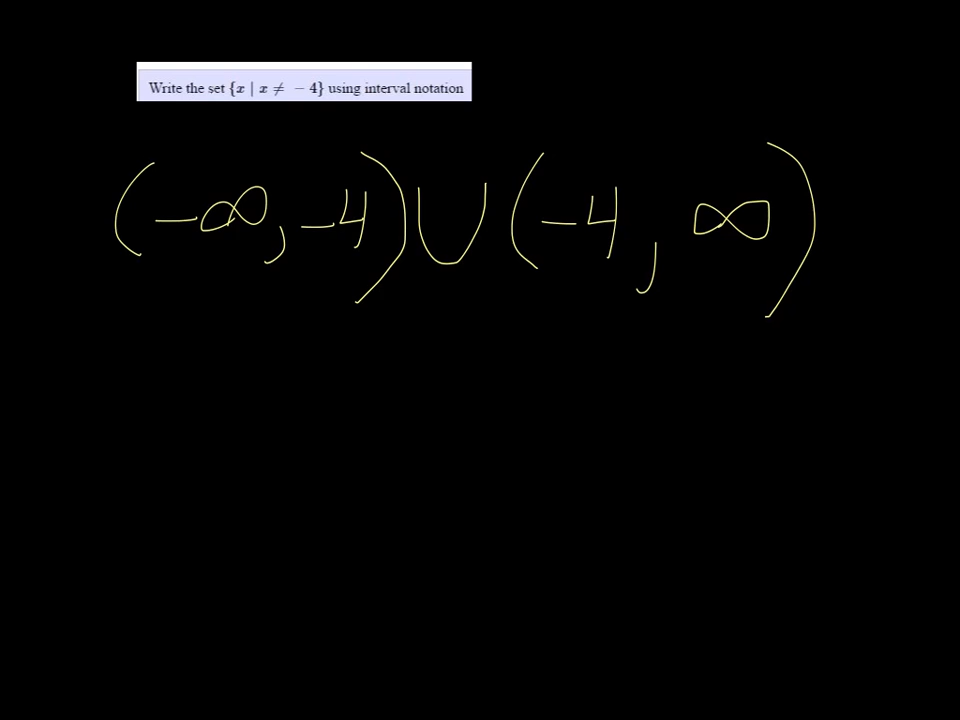 Write the set {x | x ≠ − 4} using interval notation
(−∞, −4) ∪ (−4, ∞)